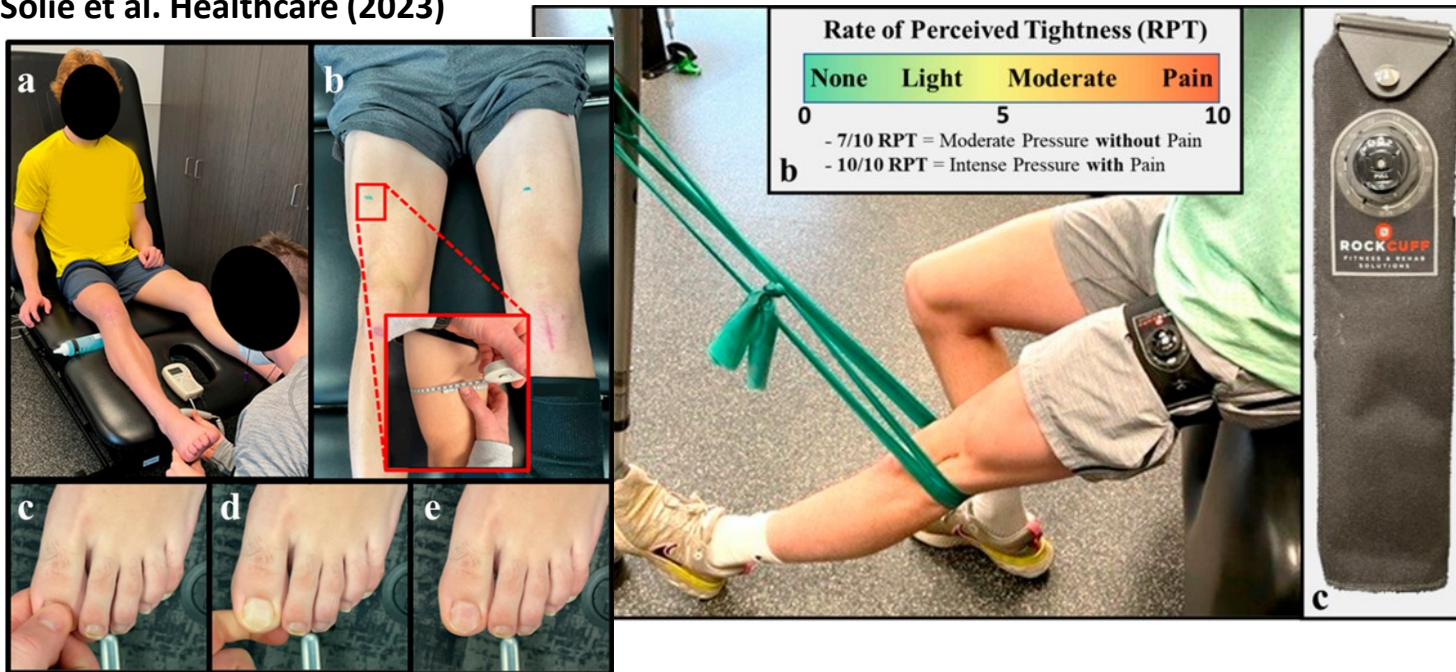 Solie et al. Healthcare (2023)
a
b
c
d
e
Rate of Perceived Tightness (RPT)
None Light Moderate Pain
0 5 10
- 7/10 RPT = Moderate Pressure without Pain
- 10/10 RPT = Intense Pressure with Pain
b
PULL
ROCKCUFF
FITNESS & REHAB
SOLUTIONS
c